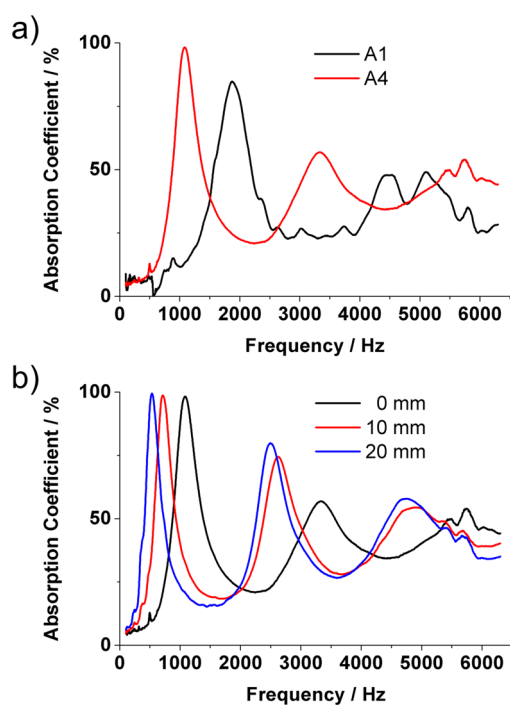 a)
100
50
0
Absorption Coefficient / %
A1
A4
0 1000 2000 3000 4000 5000 6000
Frequency / Hz
b)
100
50
0
Absorption Coefficient / %
0 mm
10 mm
20 mm
0 1000 2000 3000 4000 5000 6000
Frequency / Hz